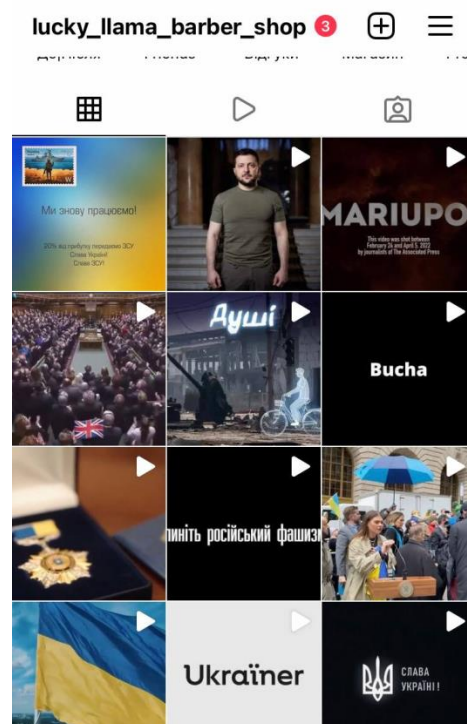 lucky_llama_barber_shop 3
Ми знову працюємо!
20% від прибутку передаємо ЗСУ
Слава Україні!
Слава ЗСУ!
MARIUPO
This video was shot between
February 24 and April 5, 2022
by journalists of The Associated Press
Душі
Bucha
пиніть російський фашиз
Ukraïner
СЛАВА
УКРАЇНІ!